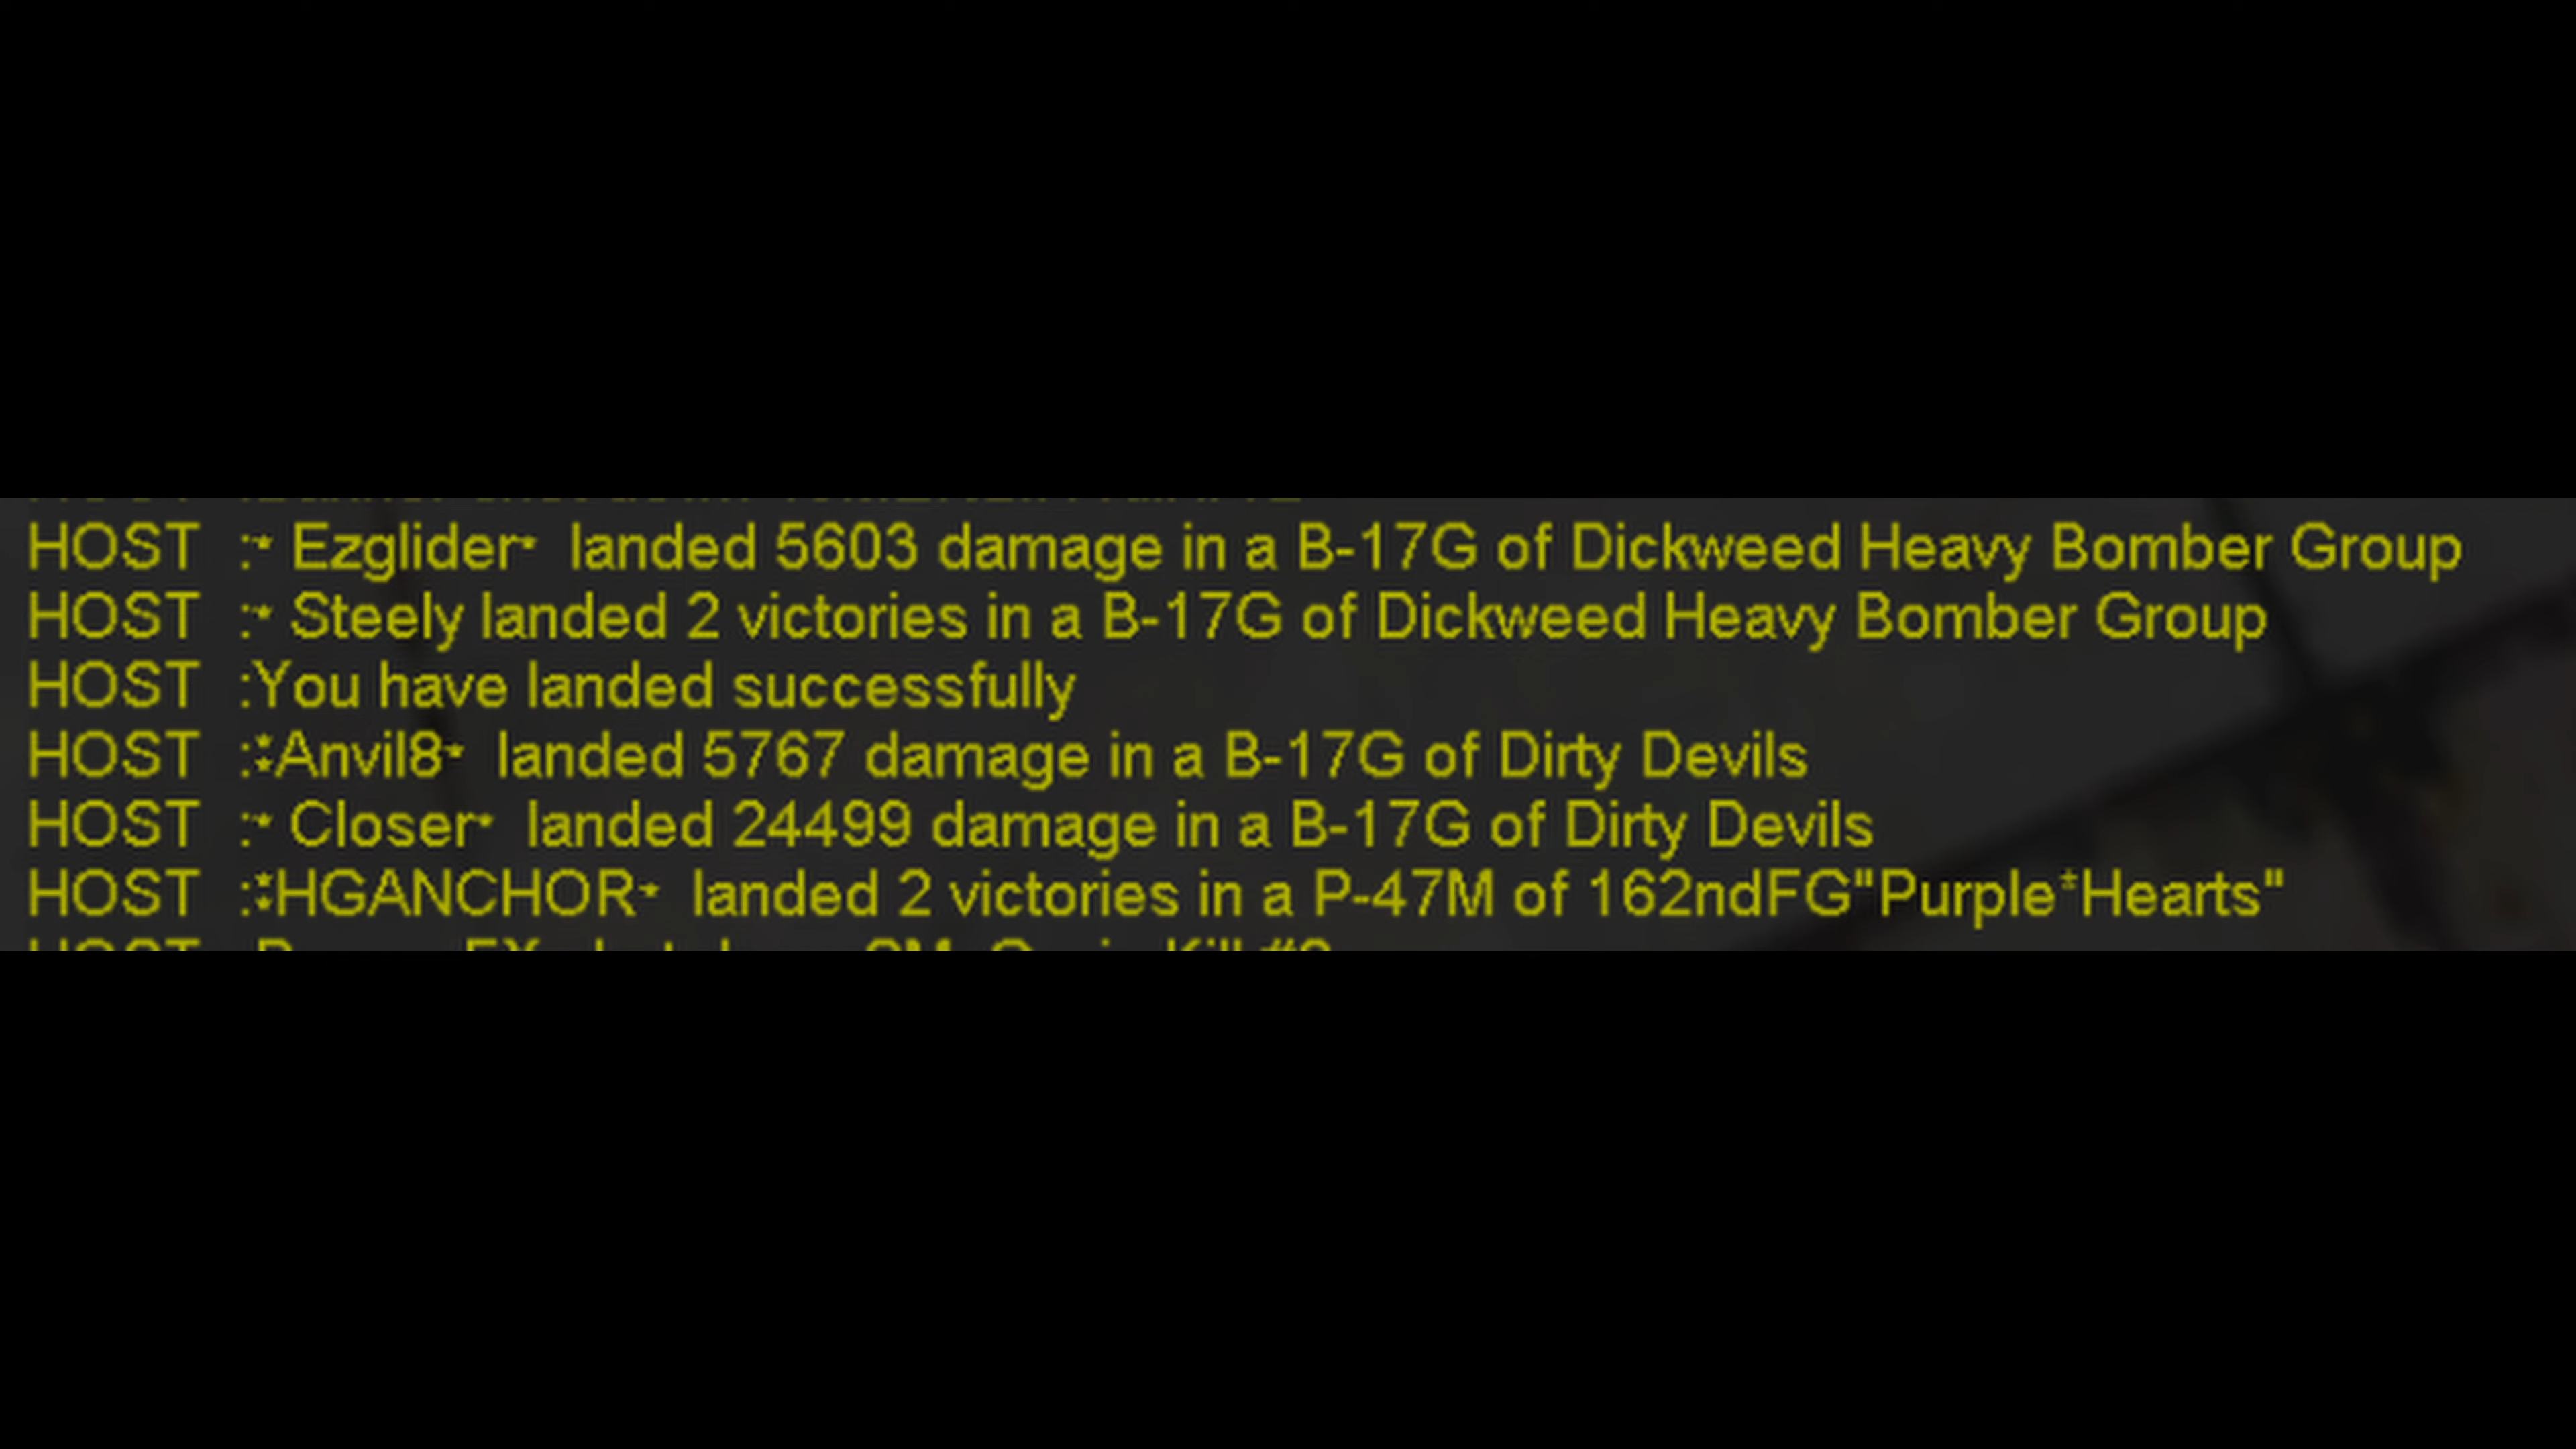 HOST :* Ezglider* landed 5603 damage in a B-17G of Dickweed Heavy Bomber Group
HOST :* Steely landed 2 victories in a B-17G of Dickweed Heavy Bomber Group
HOST :You have landed successfully
HOST :*Anvil8* landed 5767 damage in a B-17G of Dirty Devils
HOST :* Closer* landed 24499 damage in a B-17G of Dirty Devils
HOST :*HGANCHOR* landed 2 victories in a P-47M of 162ndFG"Purple*Hearts"
HOST